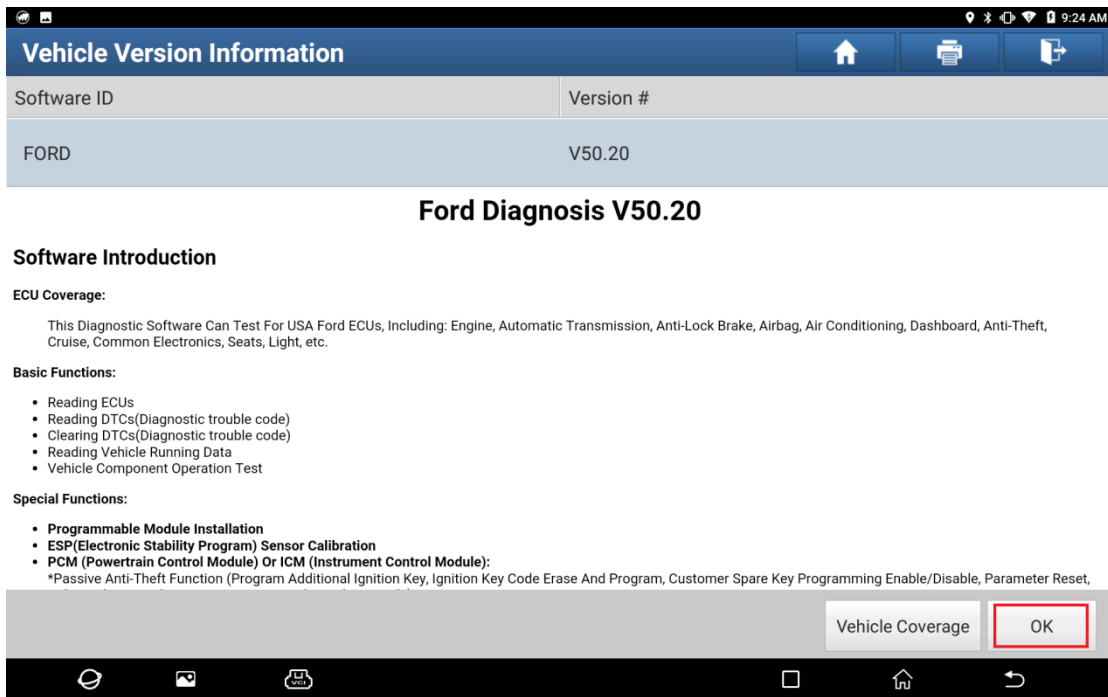 9:24 AM
Vehicle Version Information
Software ID Version #
FORD V50.20
Ford Diagnosis V50.20
Software Introduction
ECU Coverage:
This Diagnostic Software Can Test For USA Ford ECUs, Including: Engine, Automatic Transmission, Anti-Lock Brake, Airbag, Air Conditioning, Dashboard, Anti-Theft,
Cruise, Common Electronics, Seats, Light, etc.
Basic Functions:
• Reading ECUs
• Reading DTCs(Diagnostic trouble code)
• Clearing DTCs(Diagnostic trouble code)
• Reading Vehicle Running Data
• Vehicle Component Operation Test
Special Functions:
• Programmable Module Installation
• ESP(Electronic Stability Program) Sensor Calibration
• PCM (Powertrain Control Module) Or ICM (Instrument Control Module):
*Passive Anti-Theft Function (Program Additional Ignition Key, Ignition Key Code Erase And Program, Customer Spare Key Programming Enable/Disable, Parameter Reset,
Vehicle Coverage OK
VCI